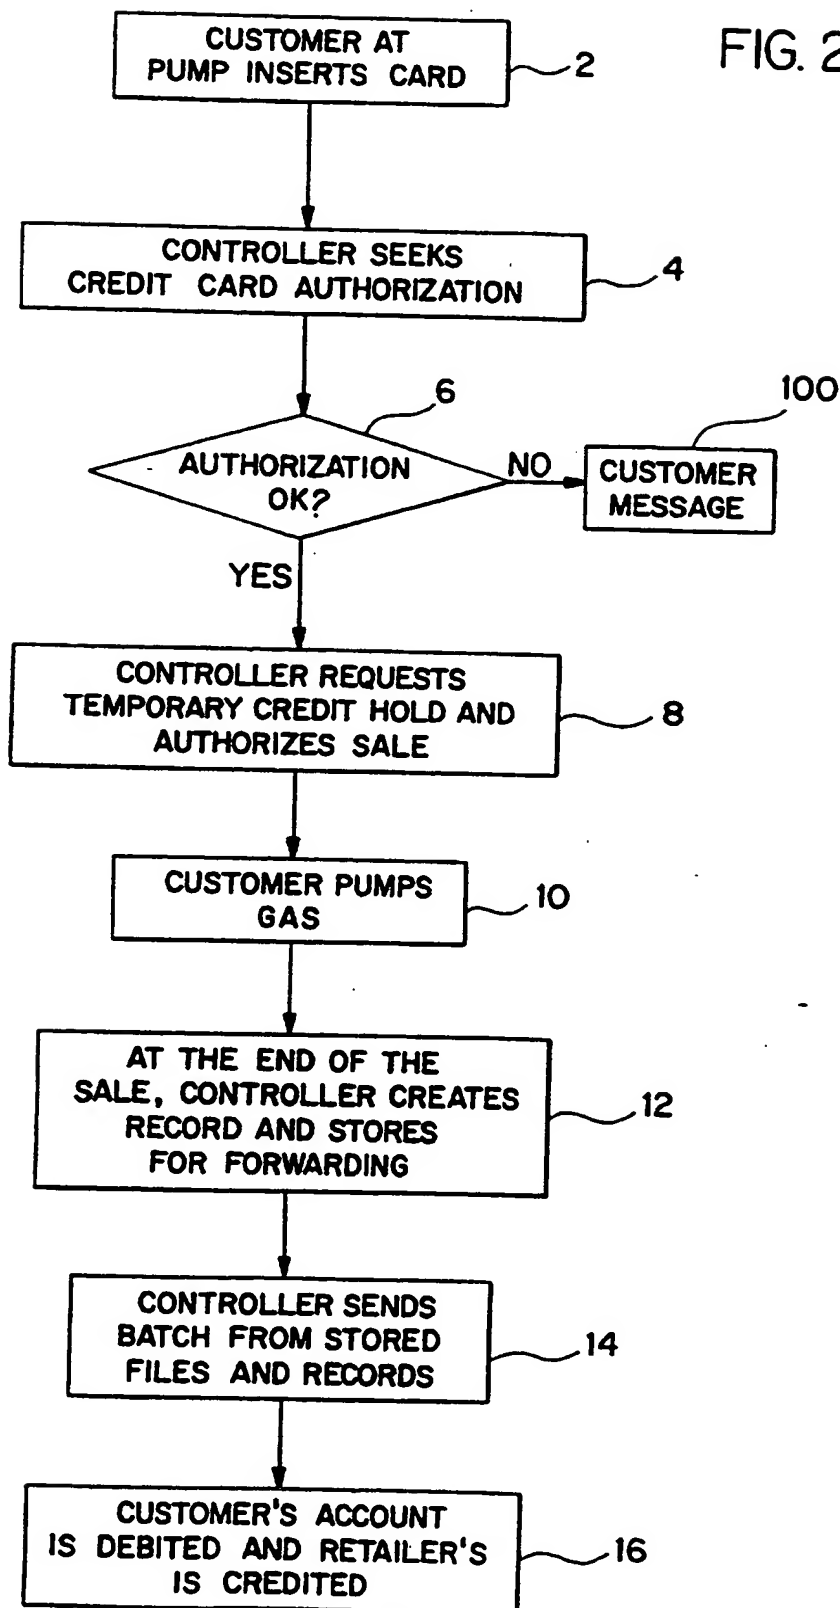 FIG. 2
CUSTOMER AT
PUMP INSERTS CARD
2
CONTROLLER SEEKS
CREDIT CARD AUTHORIZATION
4
6
AUTHORIZATION
OK?
NO
100
CUSTOMER
MESSAGE
YES
CONTROLLER REQUESTS
TEMPORARY CREDIT HOLD AND
AUTHORIZES SALE
8
CUSTOMER PUMPS
GAS
10
AT THE END OF THE
SALE, CONTROLLER CREATES
RECORD AND STORES
FOR FORWARDING
12
CONTROLLER SENDS
BATCH FROM STORED
FILES AND RECORDS
14
CUSTOMER'S ACCOUNT
IS DEBITED AND RETAILER'S
IS CREDITED
16